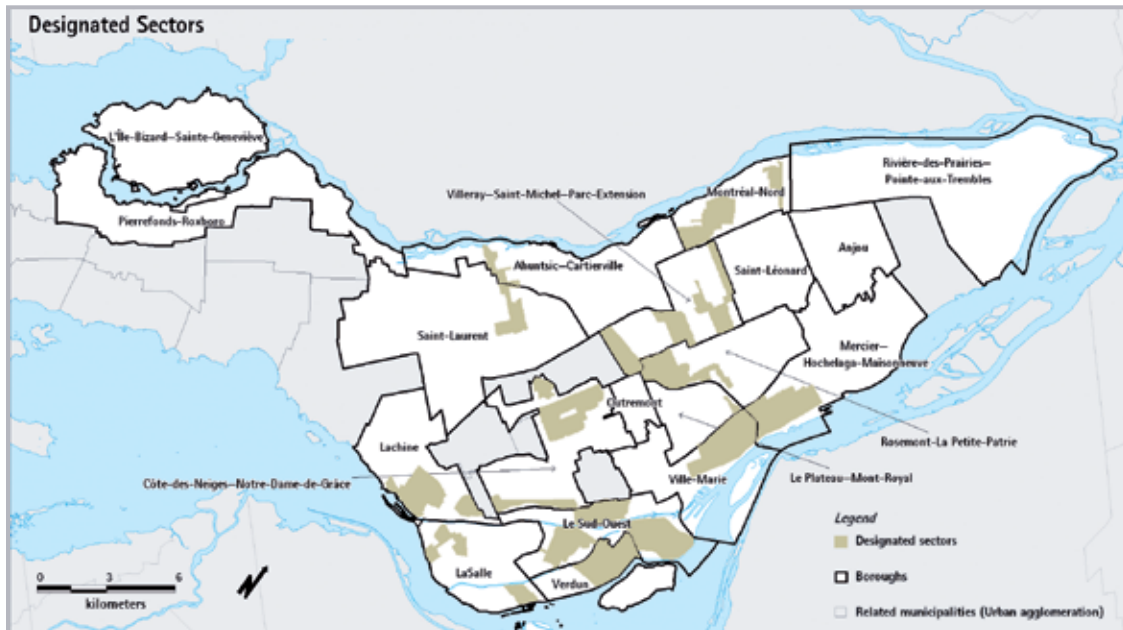 Designated Sectors
L'Île-Bizard–Sainte-Geneviève
Pierrefonds-Roxboro
Villeray–Saint-Michel–Parc-Extension
Montréal-Nord
Rivière-des-Prairies–
Pointe-aux-Trembles
Ahuntsic–Cartierville
Saint-Léonard
Anjou
Saint-Laurent
Mercier–
Hochelaga-Maisonneuve
Outremont
Lachine
Rosemont-La Petite-Patrie
Côte-des-Neiges-Notre-Dame-de-Grâce
Ville-Marie
Le Plateau-Mont-Royal
Le Sud-Ouest
LaSalle
Verdun
0 3 6
kilometers
N
Legend
Designated sectors
Boroughs
Related municipalities (Urban agglomeration)